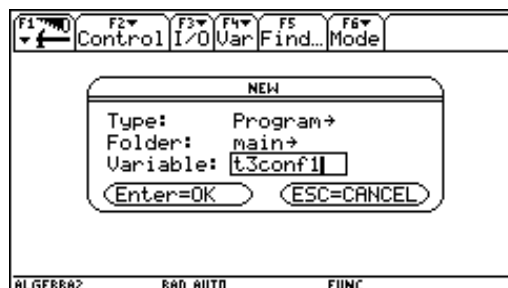 F1 F2 F3 F4 F5 F6
Control I/O Var Find… Mode
NEW
Type: Program→
Folder: main→
Variable: t3conf1
Enter=OK ESC=CANCEL
ALGEBRA2 RAD AUTO FUNC